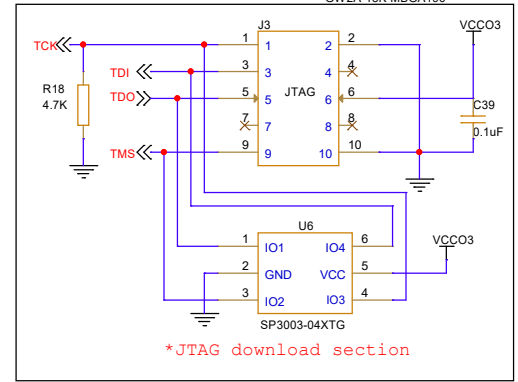 J3
VCCO3
TCK
1 1 2 2
TDI
3 3 4 4
R18
4.7K
TDO
5 5 JTAG 6 6
C39
0.1uF
7 7 8 8
TMS
9 9 10 10
U6
VCCO3
1 IO1 IO4 6
2 GND VCC 5
3 IO2 IO3 4
SP3003-04XTG
*JTAG download section